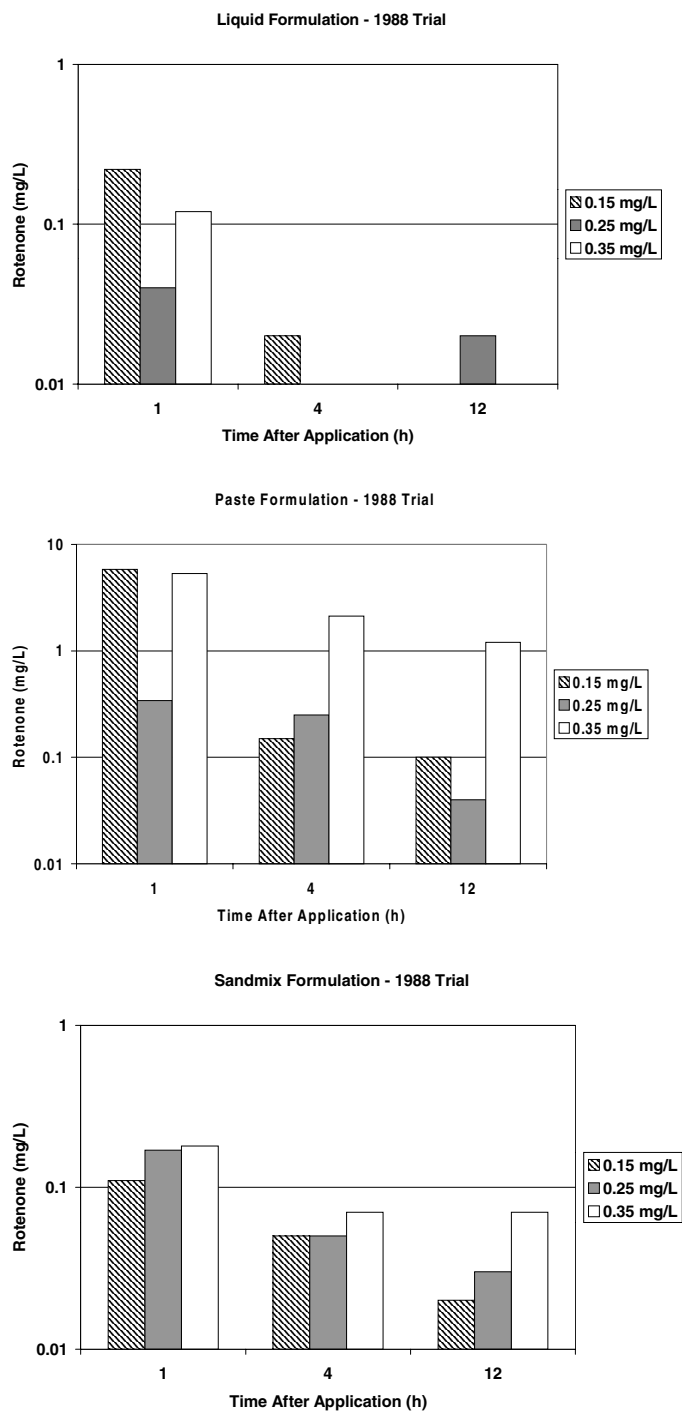 Liquid Formulation - 1988 Trial
1
0.1
0.01
Rotenone (mg/L)
1 4 12
Time After Application (h)
0.15 mg/L
0.25 mg/L
0.35 mg/L
Paste Formulation - 1988 Trial
10
1
0.1
0.01
Rotenone (mg/L)
1 4 12
Time After Application (h)
0.15 mg/L
0.25 mg/L
0.35 mg/L
Sandmix Formulation - 1988 Trial
1
0.1
0.01
Rotenone (mg/L)
1 4 12
Time After Application (h)
0.15 mg/L
0.25 mg/L
0.35 mg/L